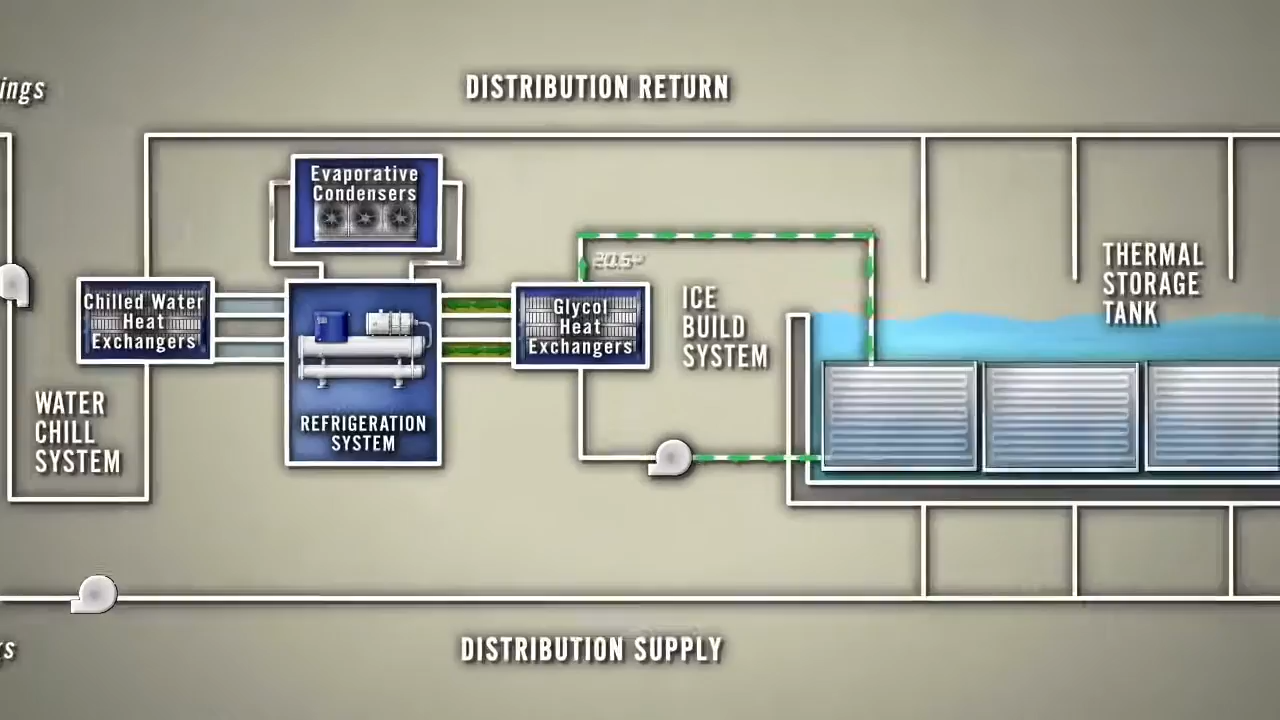 ings
DISTRIBUTION RETURN
Evaporative
Condensers
THERMAL
STORAGE
TANK
Chilled Water
Heat
Exchangers
Glycol
Heat
Exchangers
ICE
BUILD
SYSTEM
WATER
CHILL
SYSTEM
REFRIGERATION
SYSTEM
DISTRIBUTION SUPPLY